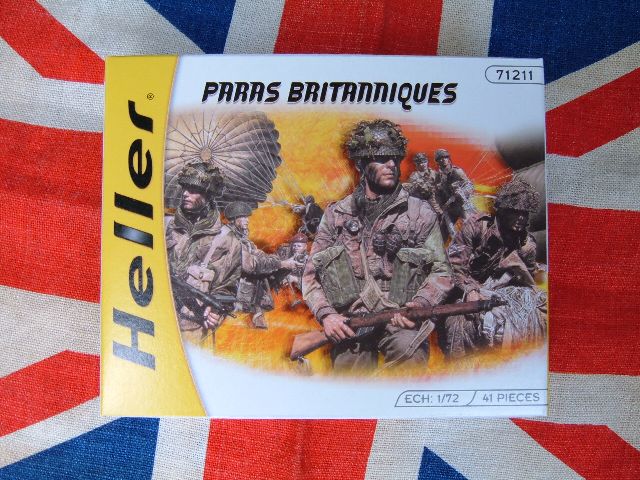 71211
PARAS BRITANNIQUES
Heller®
ECH: 1/72 41 PIECES